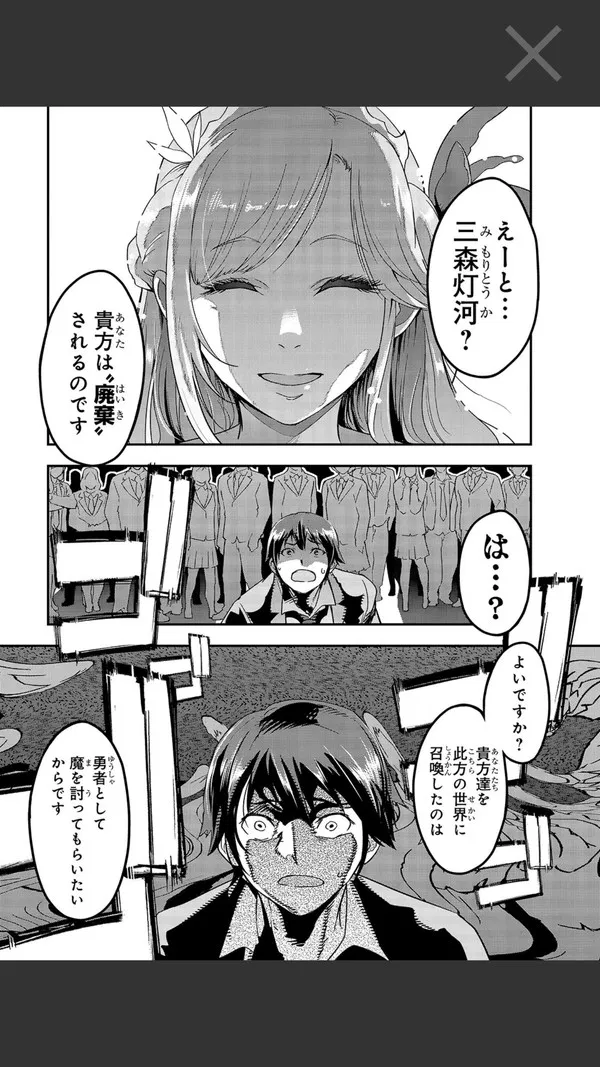 えーと…
三森灯河?
みもりとうか
貴方は
あなた
〝廃棄〟
はいき
されるのです
は…?
よいですか?
貴方達を
あなたたち
此方の世界に
こちら せかい
召喚したのは
しょうかん
勇者として
ゆうしゃ
魔を討ってもらいたい
ま う
からです